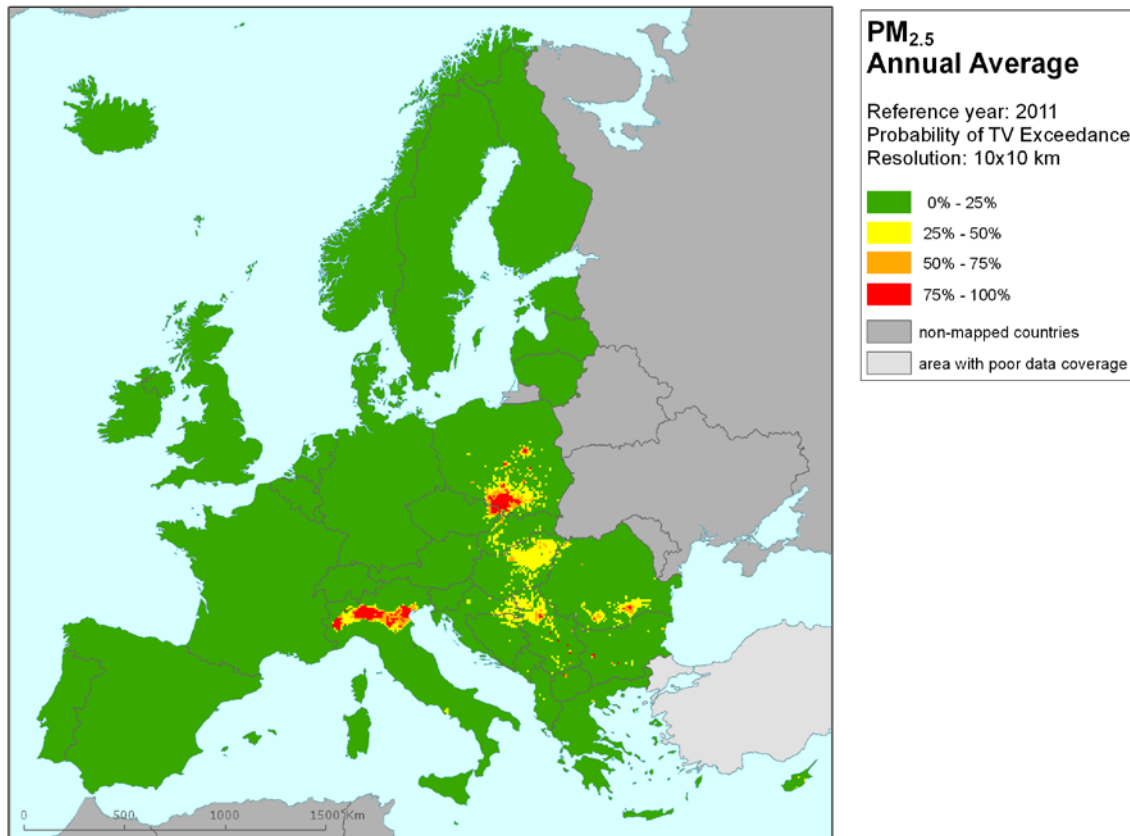 PM2.5
Annual Average
Reference year: 2011
Probability of TV Exceedance
Resolution: 10x10 km
0% - 25%
25% - 50%
50% - 75%
75% - 100%
non-mapped countries
area with poor data coverage
0 500 1000 1500 Km